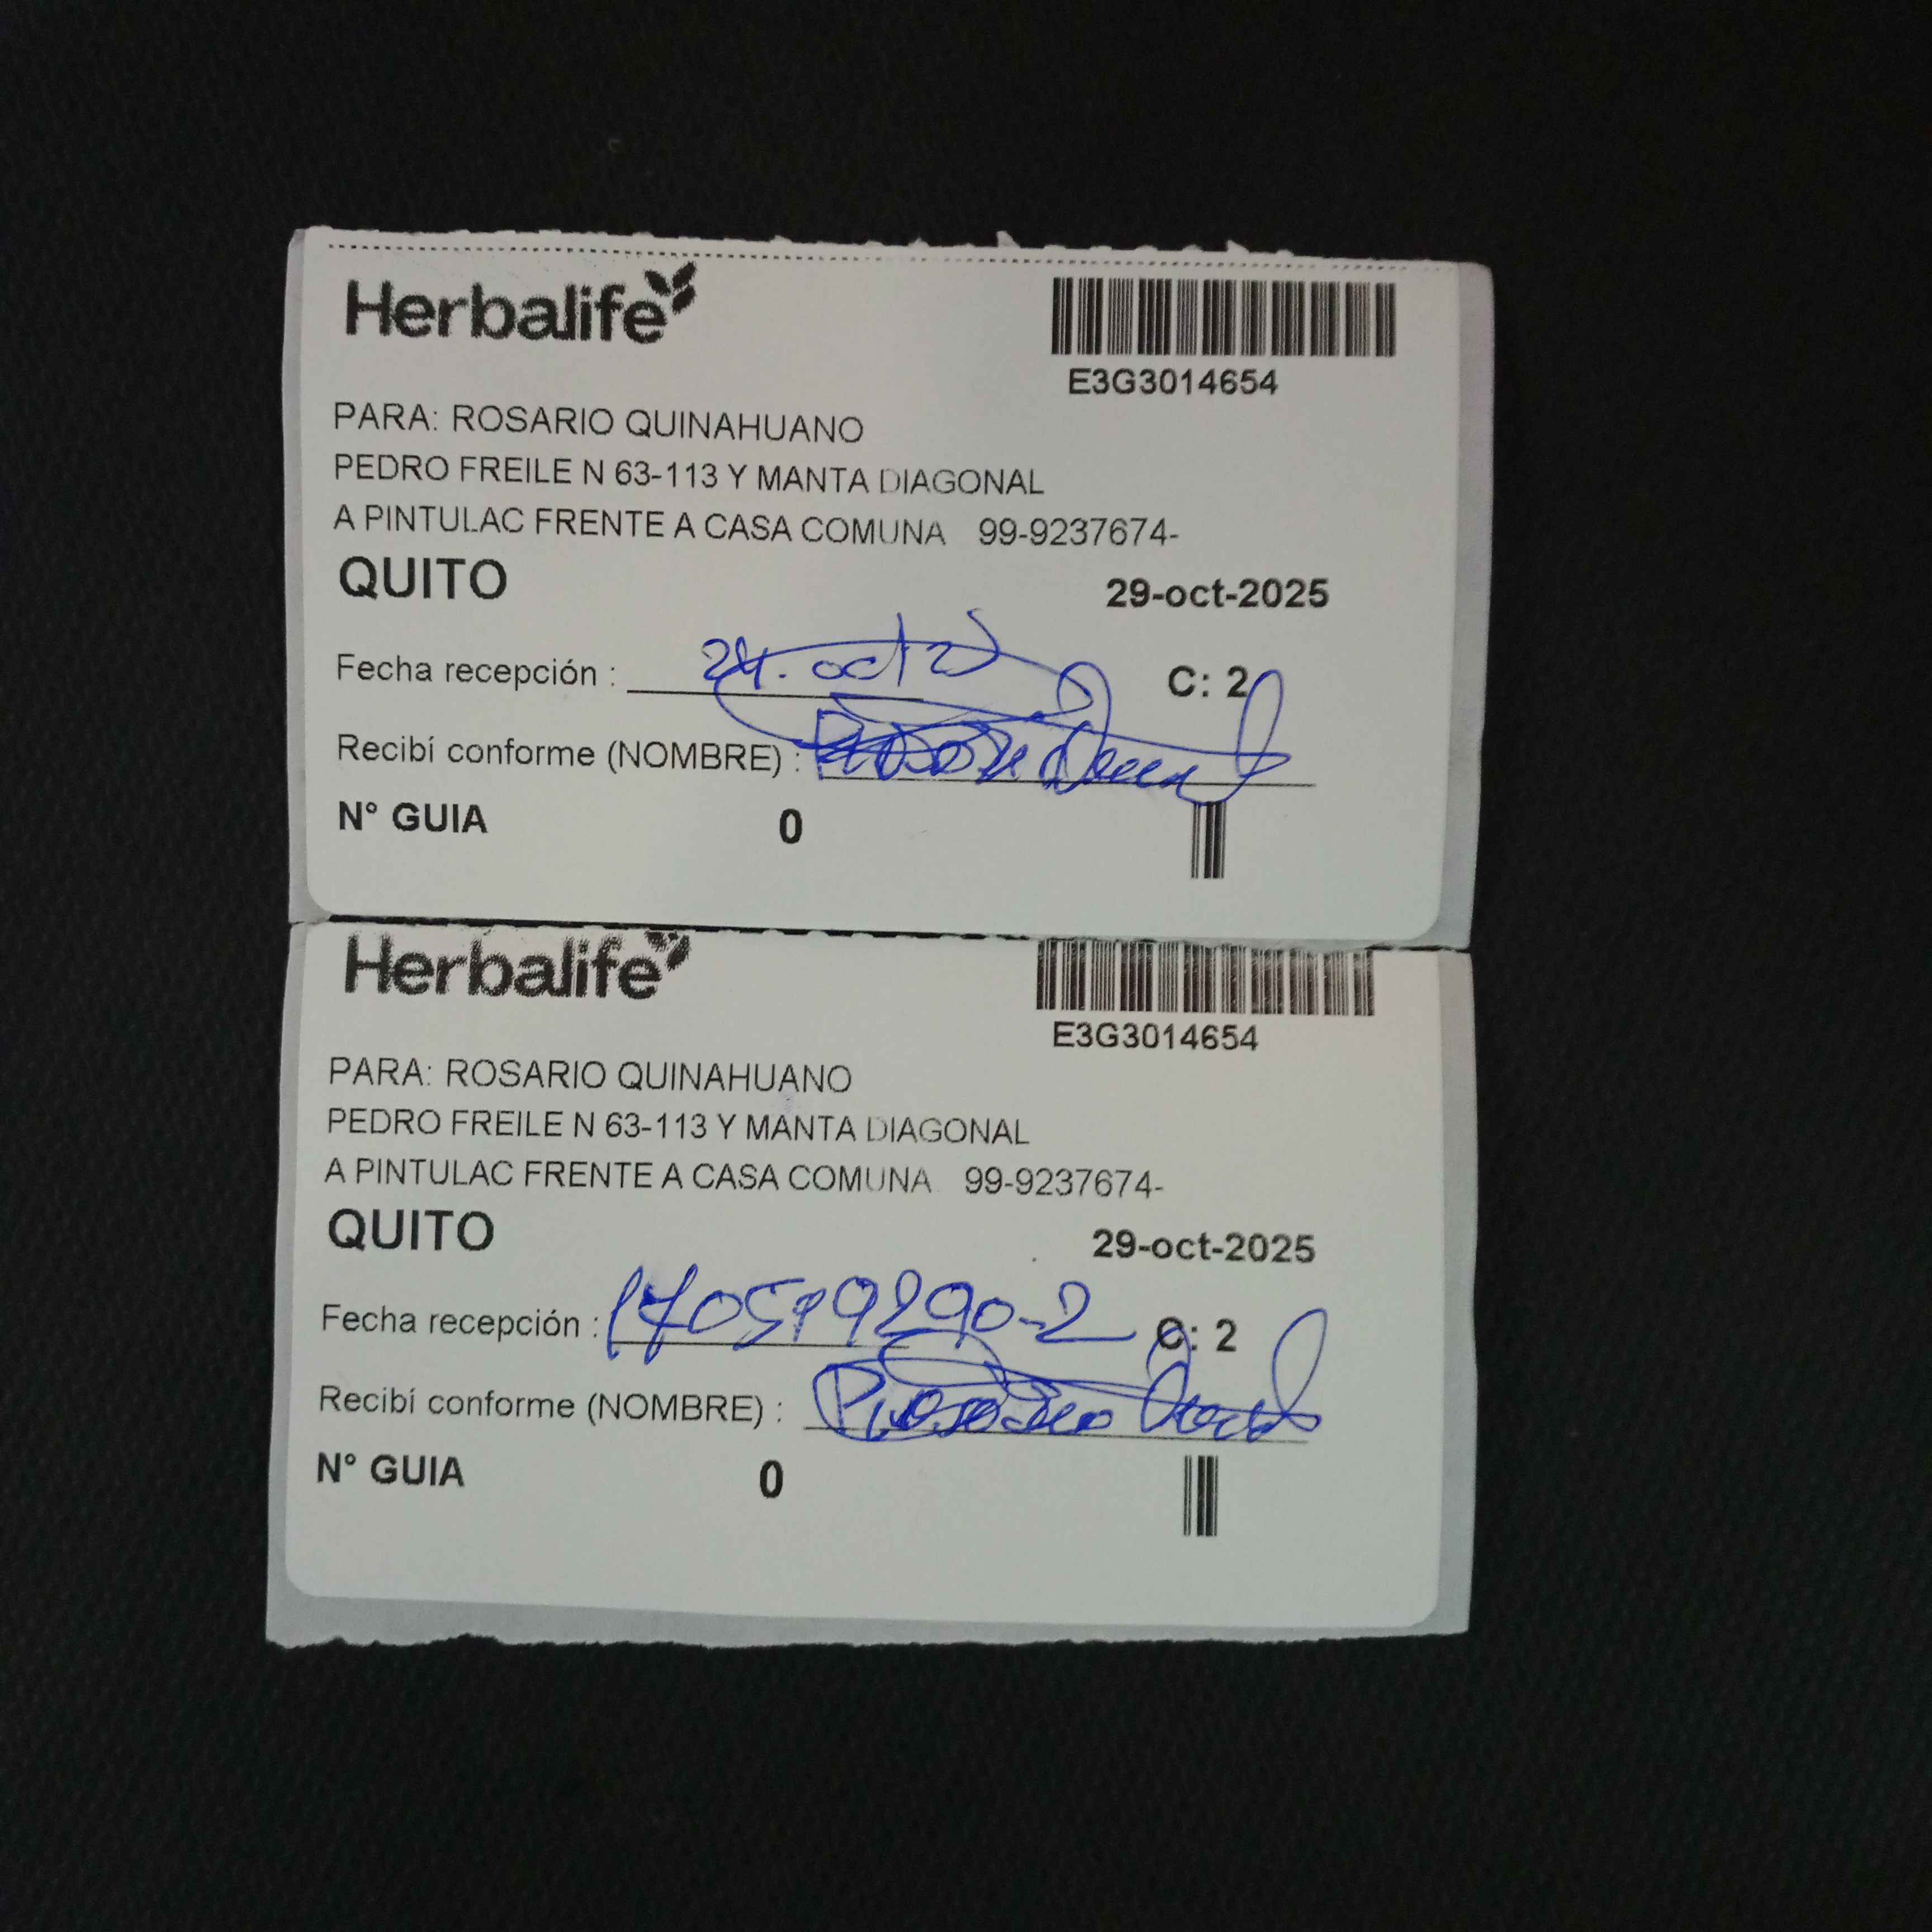 Herbalife
E3G3014654
PARA: ROSARIO QUINAHUANO
PEDRO FREILE N 63-113 Y MANTA DIAGONAL
A PINTULAC FRENTE A CASA COMUNA 99-9237674-
QUITO 29-oct-2025
Fecha recepción : 24. oct C: 2
Recibí conforme (NOMBRE) :
N° GUIA 0
Herbalife
E3G3014654
PARA: ROSARIO QUINAHUANO
PEDRO FREILE N 63-113 Y MANTA DIAGONAL
A PINTULAC FRENTE A CASA COMUNA 99-9237674-
QUITO 29-oct-2025
Fecha recepción : C: 2
Recibí conforme (NOMBRE) :
N° GUIA 0